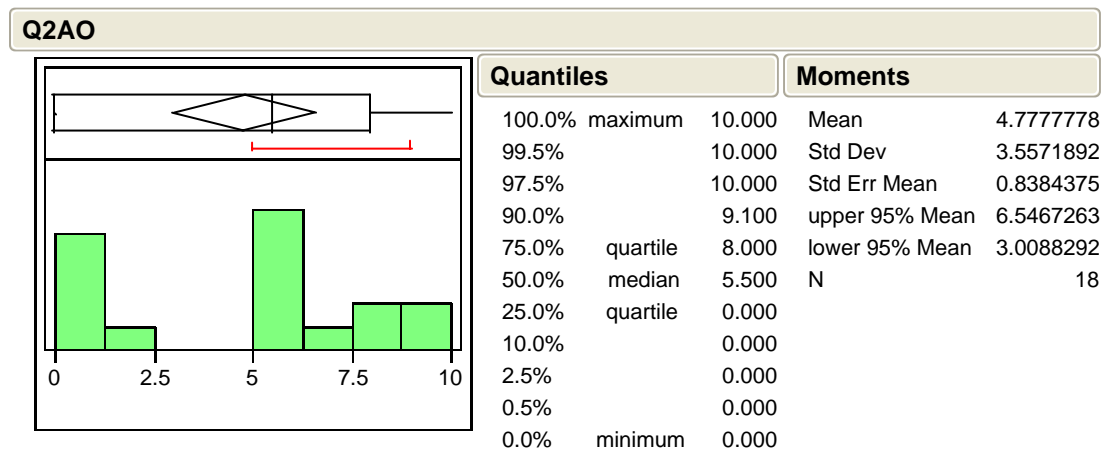 Q2AO
0 2.5 5 7.5 10
Quantiles
100.0% maximum 10.000
99.5% 10.000
97.5% 10.000
90.0% 9.100
75.0% quartile 8.000
50.0% median 5.500
25.0% quartile 0.000
10.0% 0.000
2.5% 0.000
0.5% 0.000
0.0% minimum 0.000
Moments
Mean 4.7777778
Std Dev 3.5571892
Std Err Mean 0.8384375
upper 95% Mean 6.5467263
lower 95% Mean 3.0088292
N 18